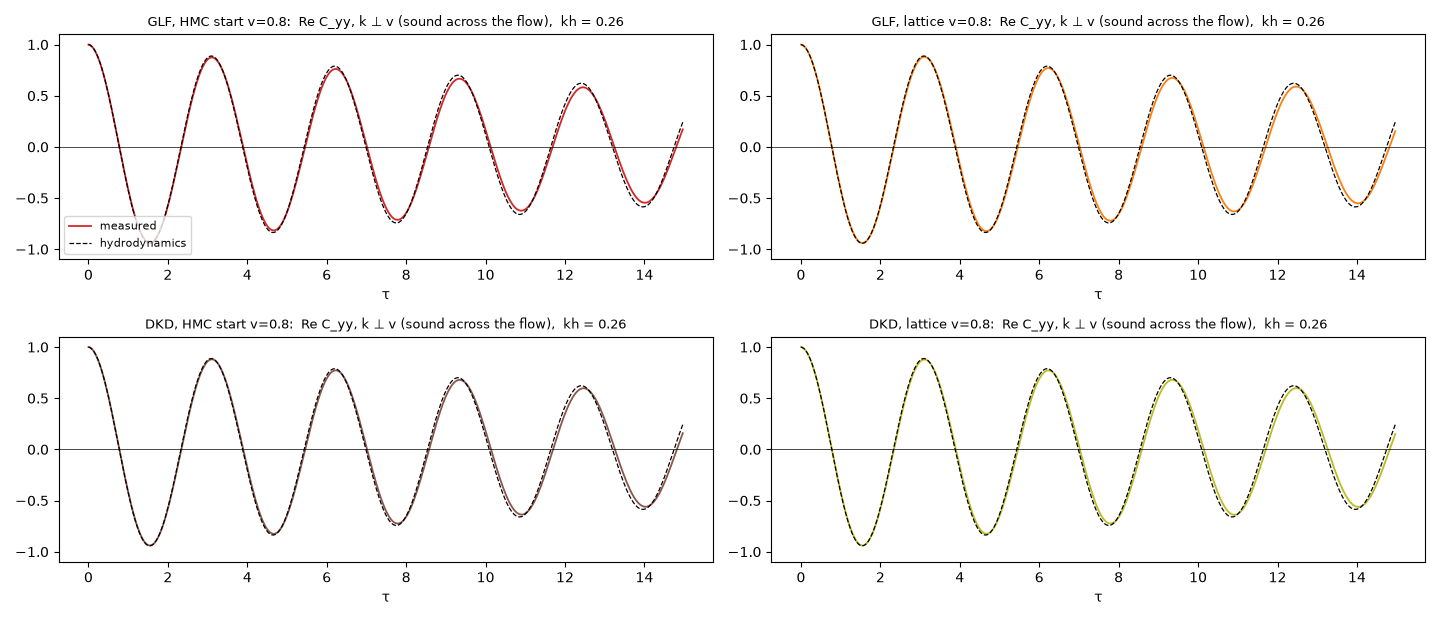 GLF, HMC start v=0.8:  Re C_yy, k ⊥ v (sound across the flow),  kh = 0.26
1.0
0.5
0.0
−0.5
−1.0
measured
hydrodynamics
0 2 4 6 8 10 12 14
τ
GLF, lattice v=0.8:  Re C_yy, k ⊥ v (sound across the flow),  kh = 0.26
1.0
0.5
0.0
−0.5
−1.0
0 2 4 6 8 10 12 14
τ
DKD, HMC start v=0.8:  Re C_yy, k ⊥ v (sound across the flow),  kh = 0.26
1.0
0.5
0.0
−0.5
−1.0
0 2 4 6 8 10 12 14
τ
DKD, lattice v=0.8:  Re C_yy, k ⊥ v (sound across the flow),  kh = 0.26
1.0
0.5
0.0
−0.5
−1.0
0 2 4 6 8 10 12 14
τ